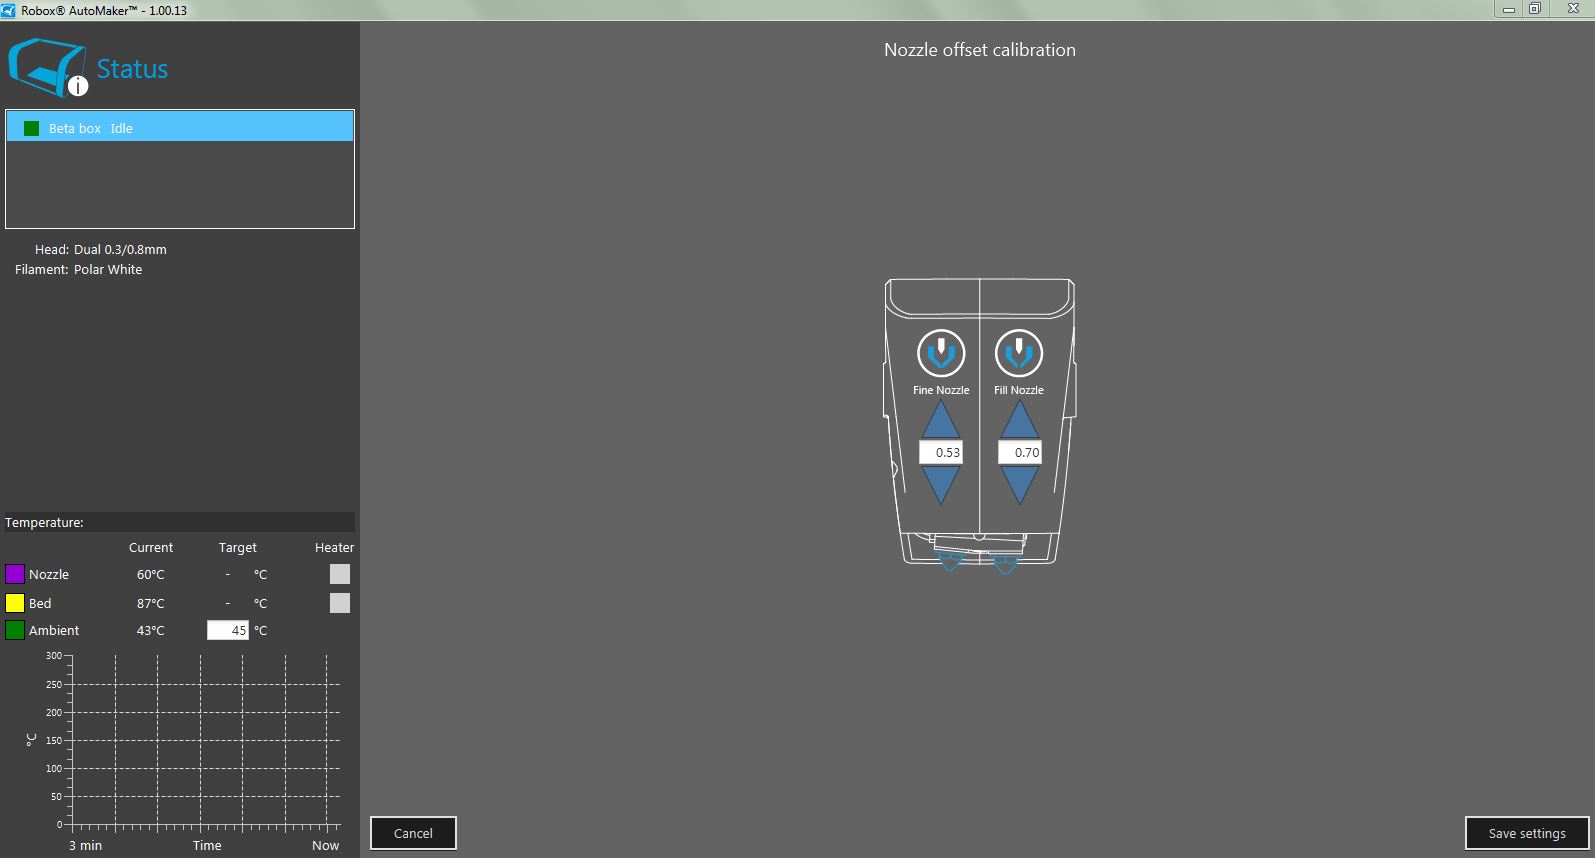 Robox® AutoMaker™ - 1.00.13
Status
Beta box Idle
Head: Dual 0.3/0.8mm
Filament: Polar White
Temperature:
Current Target Heater
Nozzle 60°C - °C
Bed 87°C - °C
Ambient 43°C 45 °C
300
250
200
150
100
50
0
°C
3 min Time Now
Nozzle offset calibration
Fine Nozzle Fill Nozzle
0.53 0.70
Cancel Save settings